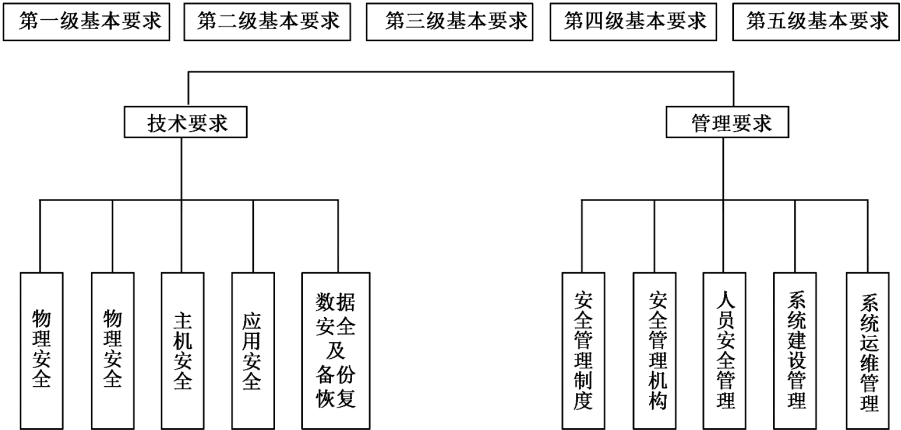 第一级基本要求
第二级基本要求
第三级基本要求
第四级基本要求
第五级基本要求
技术要求
管理要求
物理安全
物理安全
主机安全
应用安全
数据
安全
及
备份
恢复
安全管理制度
安全管理机构
人员安全管理
系统建设管理
系统运维管理